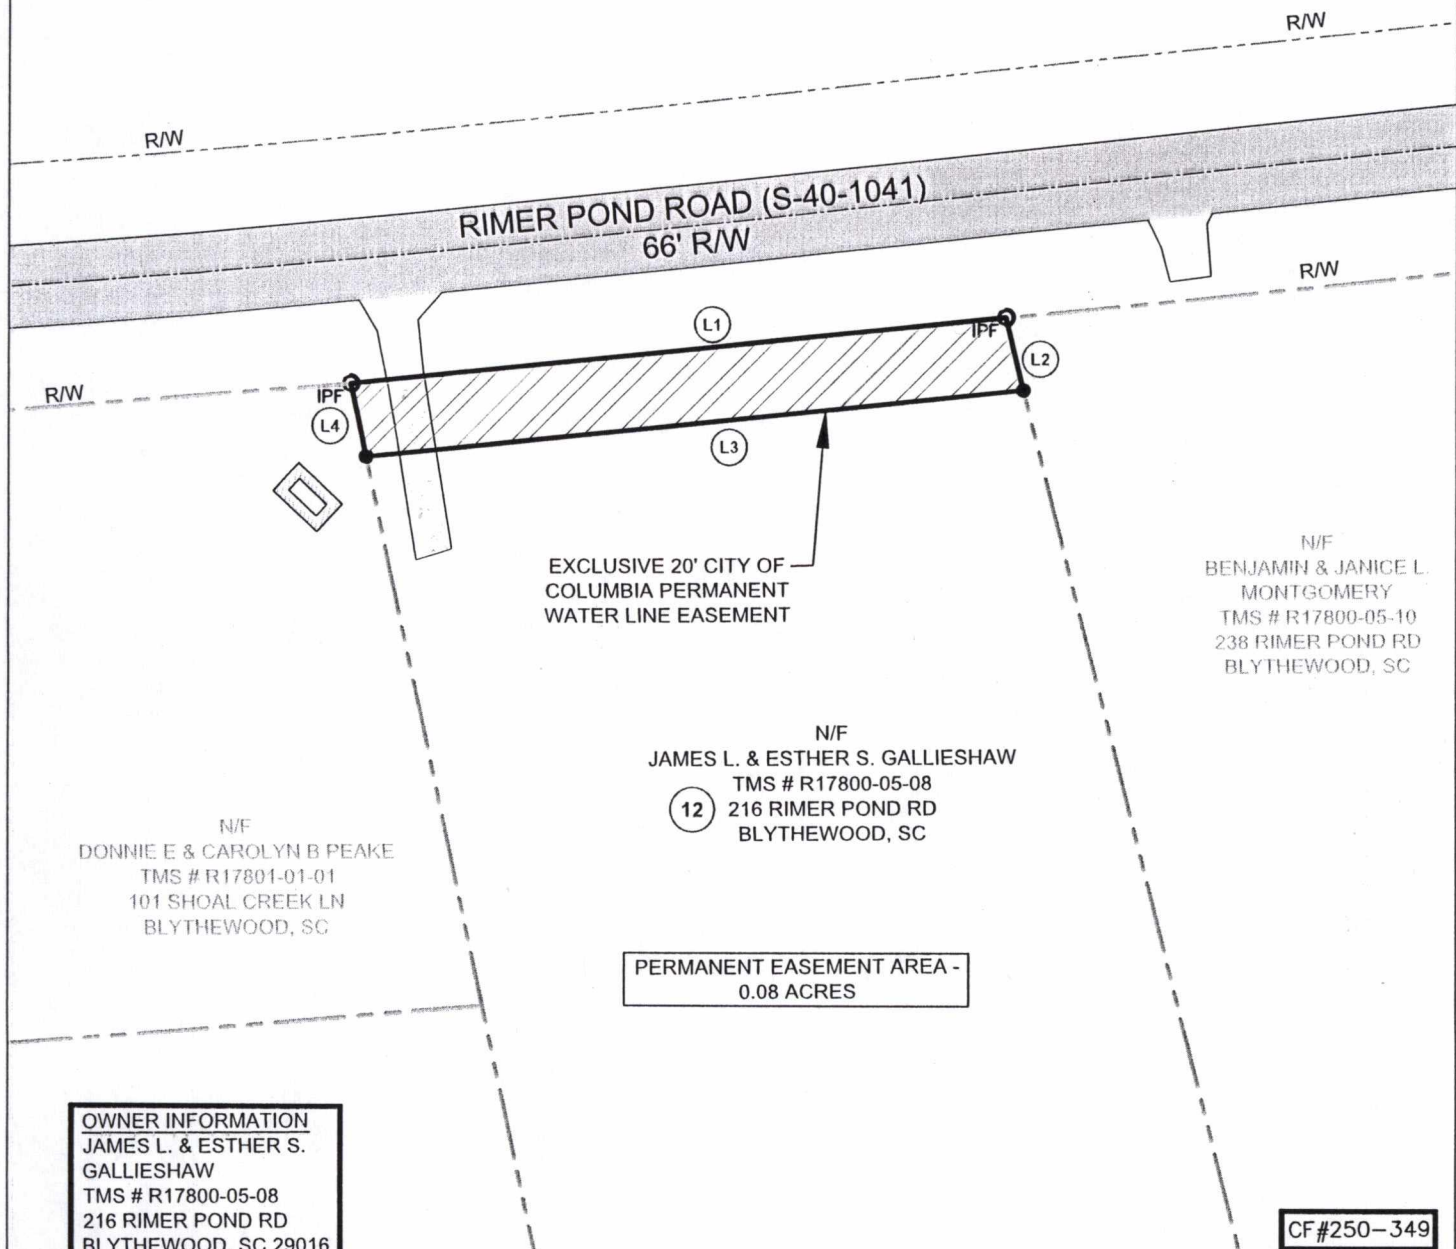 R/W
R/W
RIMER POND ROAD (S-40-1041)
66' R/W
R/W
L1
IPF
L2
R/W
IPF
L4
L3
EXCLUSIVE 20' CITY OF
COLUMBIA PERMANENT
WATER LINE EASEMENT
N/F
BENJAMIN & JANICE L.
MONTGOMERY
TMS # R17800-05-10
238 RIMER POND RD
BLYTHEWOOD, SC
N/F
JAMES L. & ESTHER S. GALLIESHAW
TMS # R17800-05-08
12 216 RIMER POND RD
BLYTHEWOOD, SC
N/F
DONNIE E & CAROLYN B PEAKE
TMS # R17801-01-01
101 SHOAL CREEK LN
BLYTHEWOOD, SC
PERMANENT EASEMENT AREA -
0.08 ACRES
OWNER INFORMATION
JAMES L. & ESTHER S.
GALLIESHAW
TMS # R17800-05-08
216 RIMER POND RD
BLYTHEWOOD, SC 29016
CF#250-349